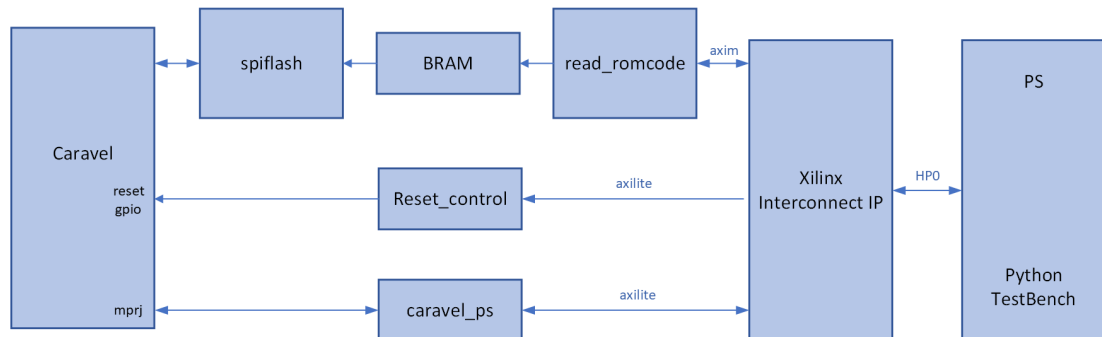 spiflash
BRAM
read_romcode
axim
PS
Caravel
reset
gpio
Reset_control
axilite
Xilinx
Interconnect IP
HP0
mprj
caravel_ps
axilite
Python
TestBench